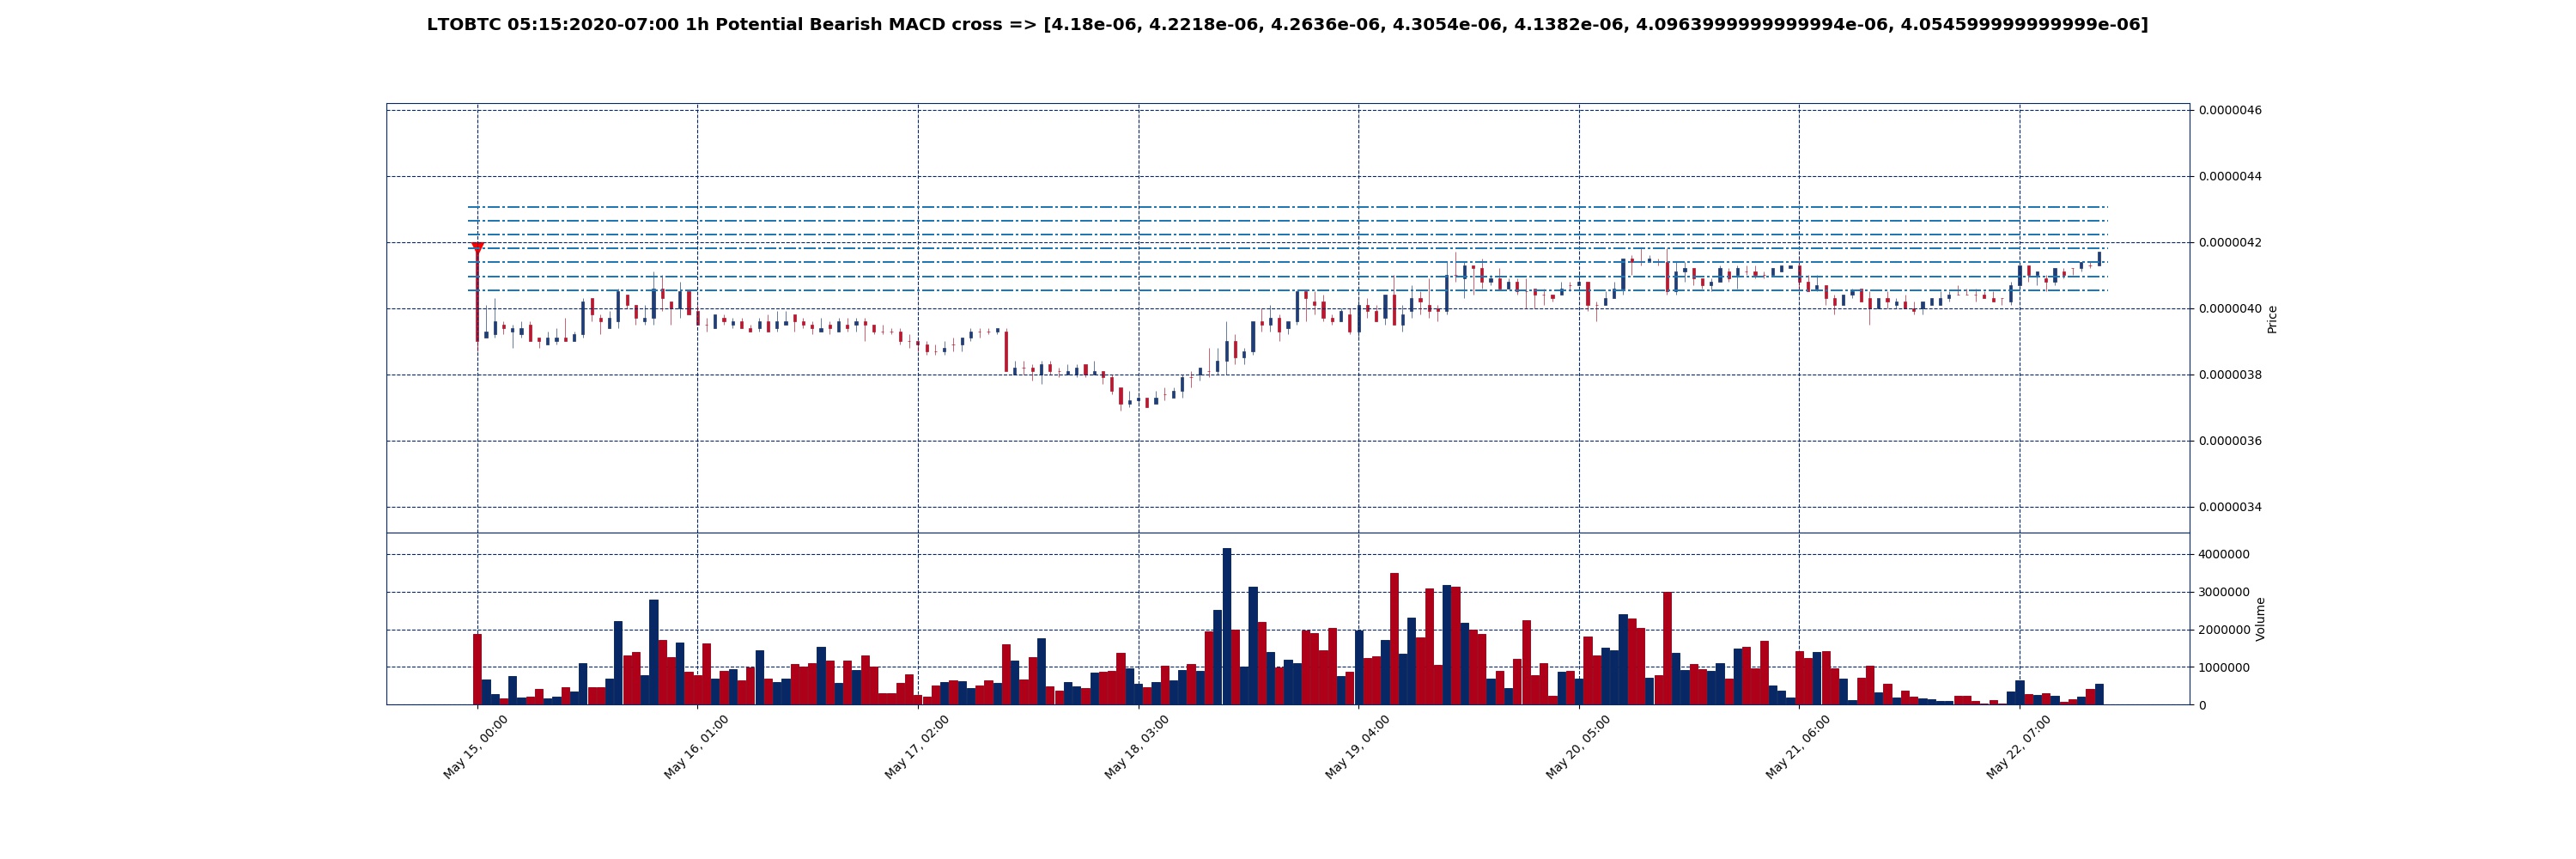 LTOBTC 05:15:2020-07:00 1h Potential Bearish MACD cross => [4.18e-06, 4.2218e-06, 4.2636e-06, 4.3054e-06, 4.1382e-06, 4.0963999999999994e-06, 4.054599999999999e-06]
0.0000046
0.0000044
0.0000042
0.0000040
0.0000038
0.0000036
0.0000034
Price
4000000
3000000
2000000
1000000
0
Volume
May 15, 00:00
May 16, 01:00
May 17, 02:00
May 18, 03:00
May 19, 04:00
May 20, 05:00
May 21, 06:00
May 22, 07:00